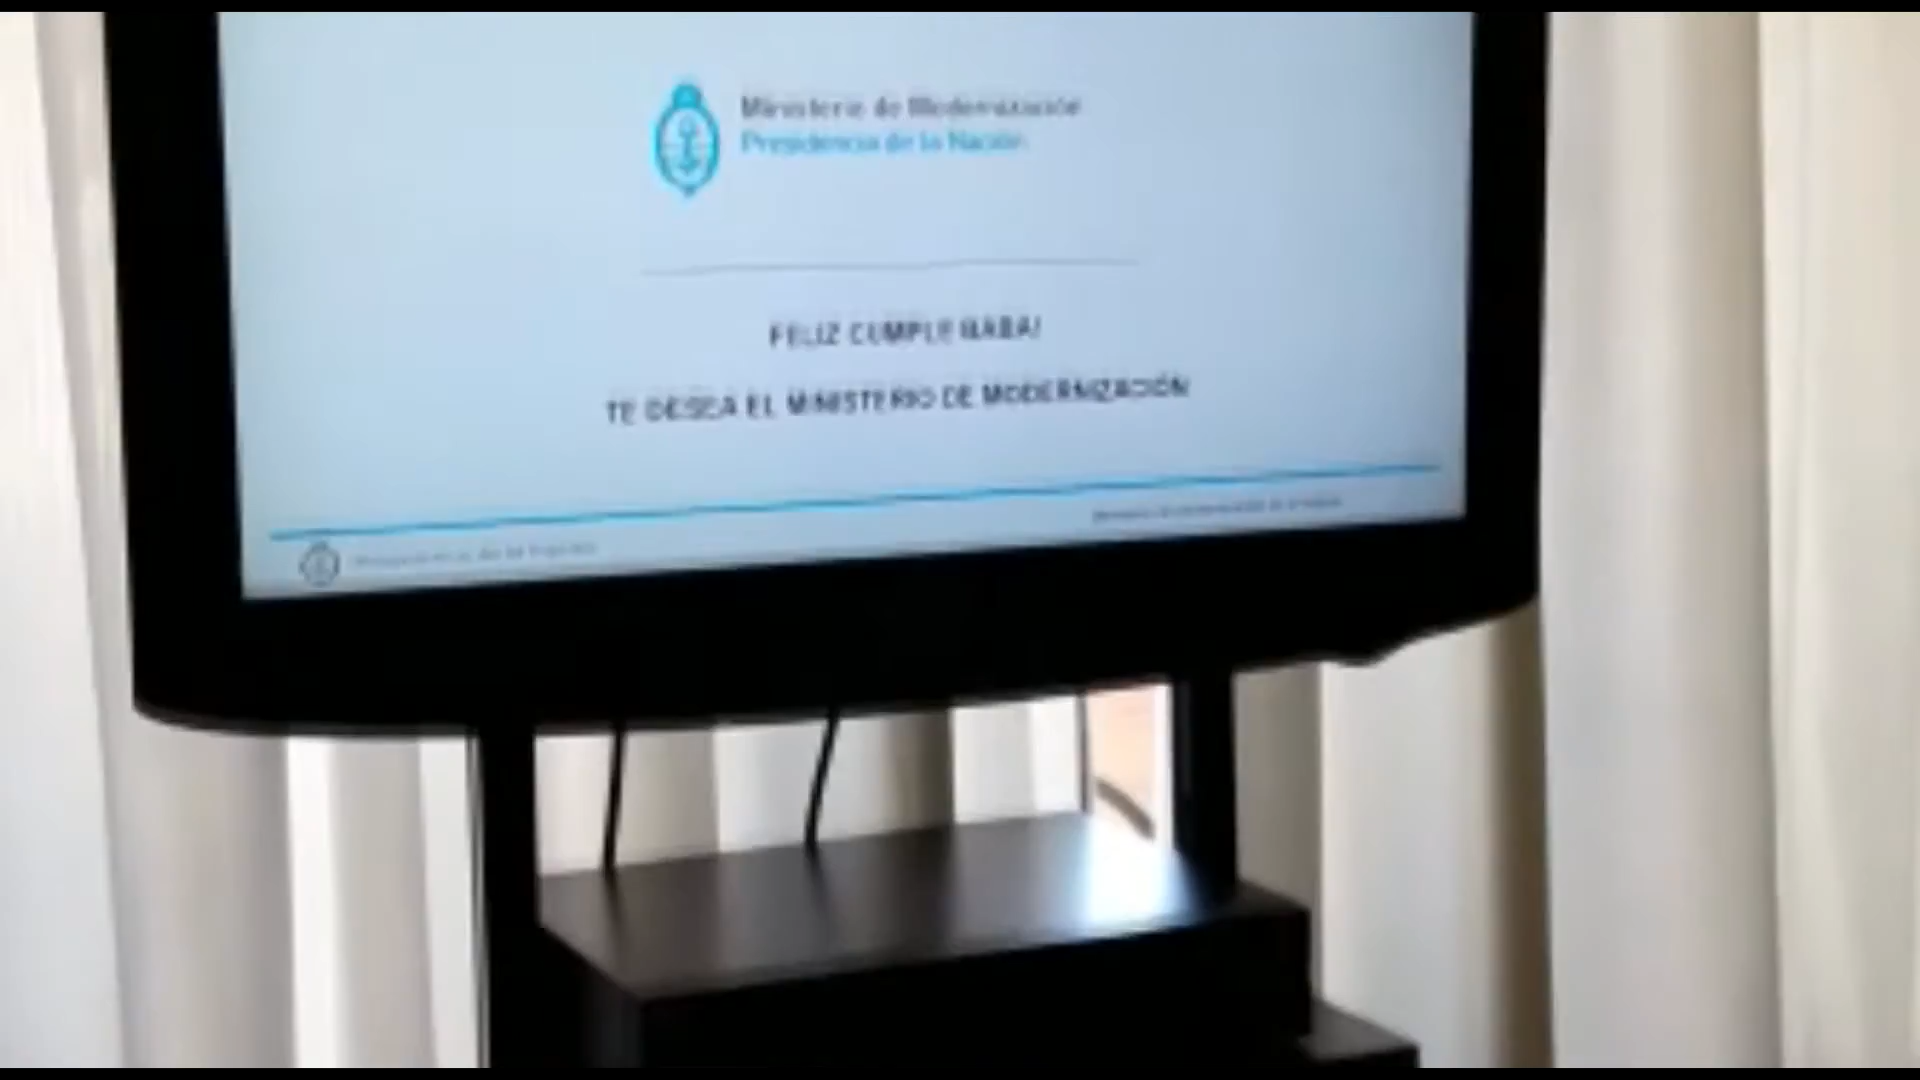 Ministerio de Modernización
Presidencia de la Nación
FELIZ CUMPLE BABA!
TE DESEA EL MINISTERIO DE MODERNIZACIÓN